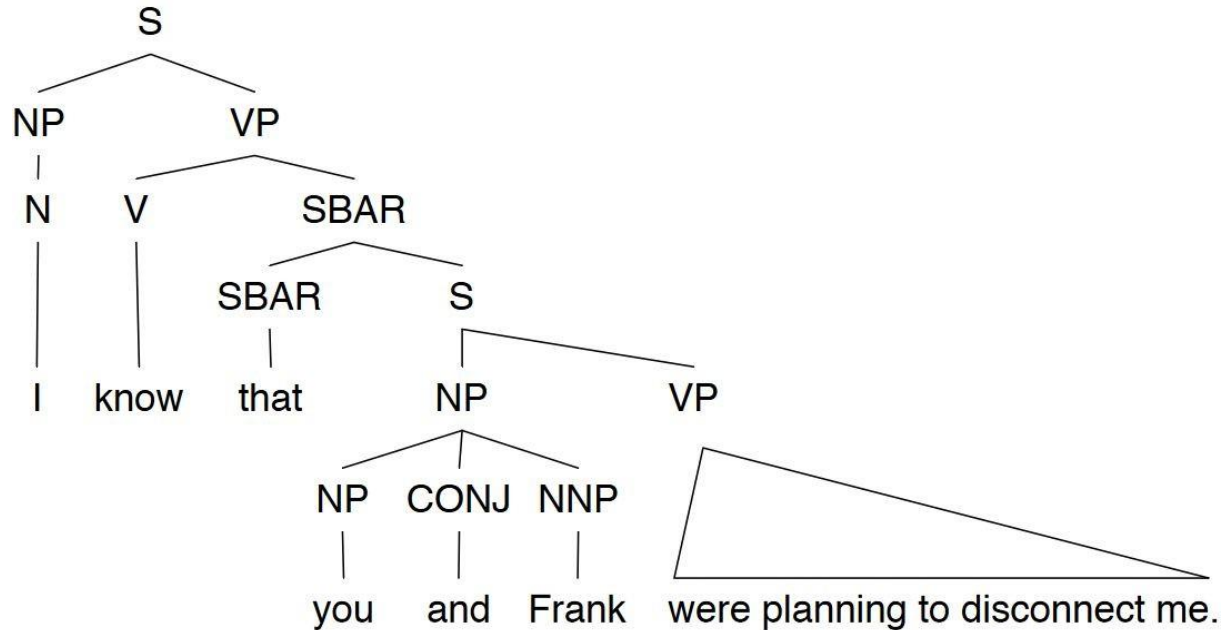 S
NP VP
N V SBAR
SBAR S
I know that NP VP
NP CONJ NNP
you and Frank were planning to disconnect me.